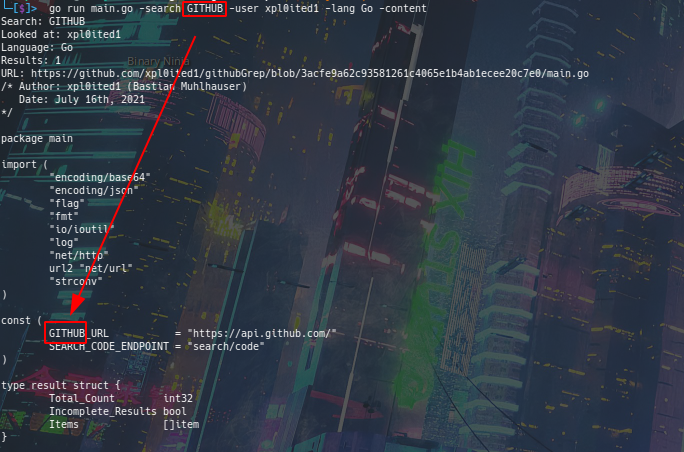 └─[$]> go run main.go -search GITHUB -user xpl0ited1 -lang Go -content
Search: GITHUB
Looked at: xpl0ited1
Language: Go
Results: 1
Binary Ninja
URL: https://github.com/xpl0ited1/githubGrep/blob/3acfe9a62c93581261c4065e1b4ab1ecee20c7e0/main.go
/* Author: xpl0ited1 (Bastian Muhlhauser)
   Date: July 16th, 2021
*/
package main
import (
        "encoding/base64"
        "encoding/json"
        "flag"
        "fmt"
        "io/ioutil"
        "log"
        "net/http"
        url2 "net/url"
        "strconv"
)
const (
        GITHUB_URL           = "https://api.github.com/"
        SEARCH_CODE_ENDPOINT = "search/code"
)
type result struct {
        Total_Count        int32
        Incomplete_Results bool
        Items              []item
}